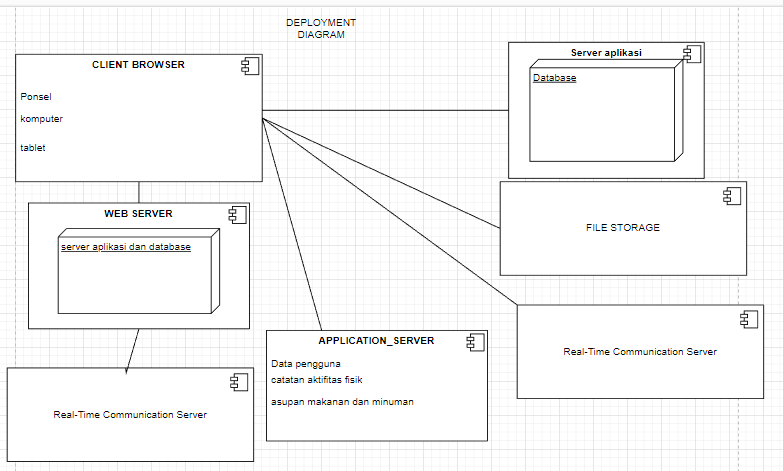 DEPLOYMENT
DIAGRAM
CLIENT BROWSER
Ponsel
komputer
tablet
Server aplikasi
Database
WEB SERVER
server aplikasi dan database
FILE STORAGE
APPLICATION_SERVER
Data pengguna
catatan aktifitas fisik
asupan makanan dan minuman
Real-Time Communication Server
Real-Time Communication Server